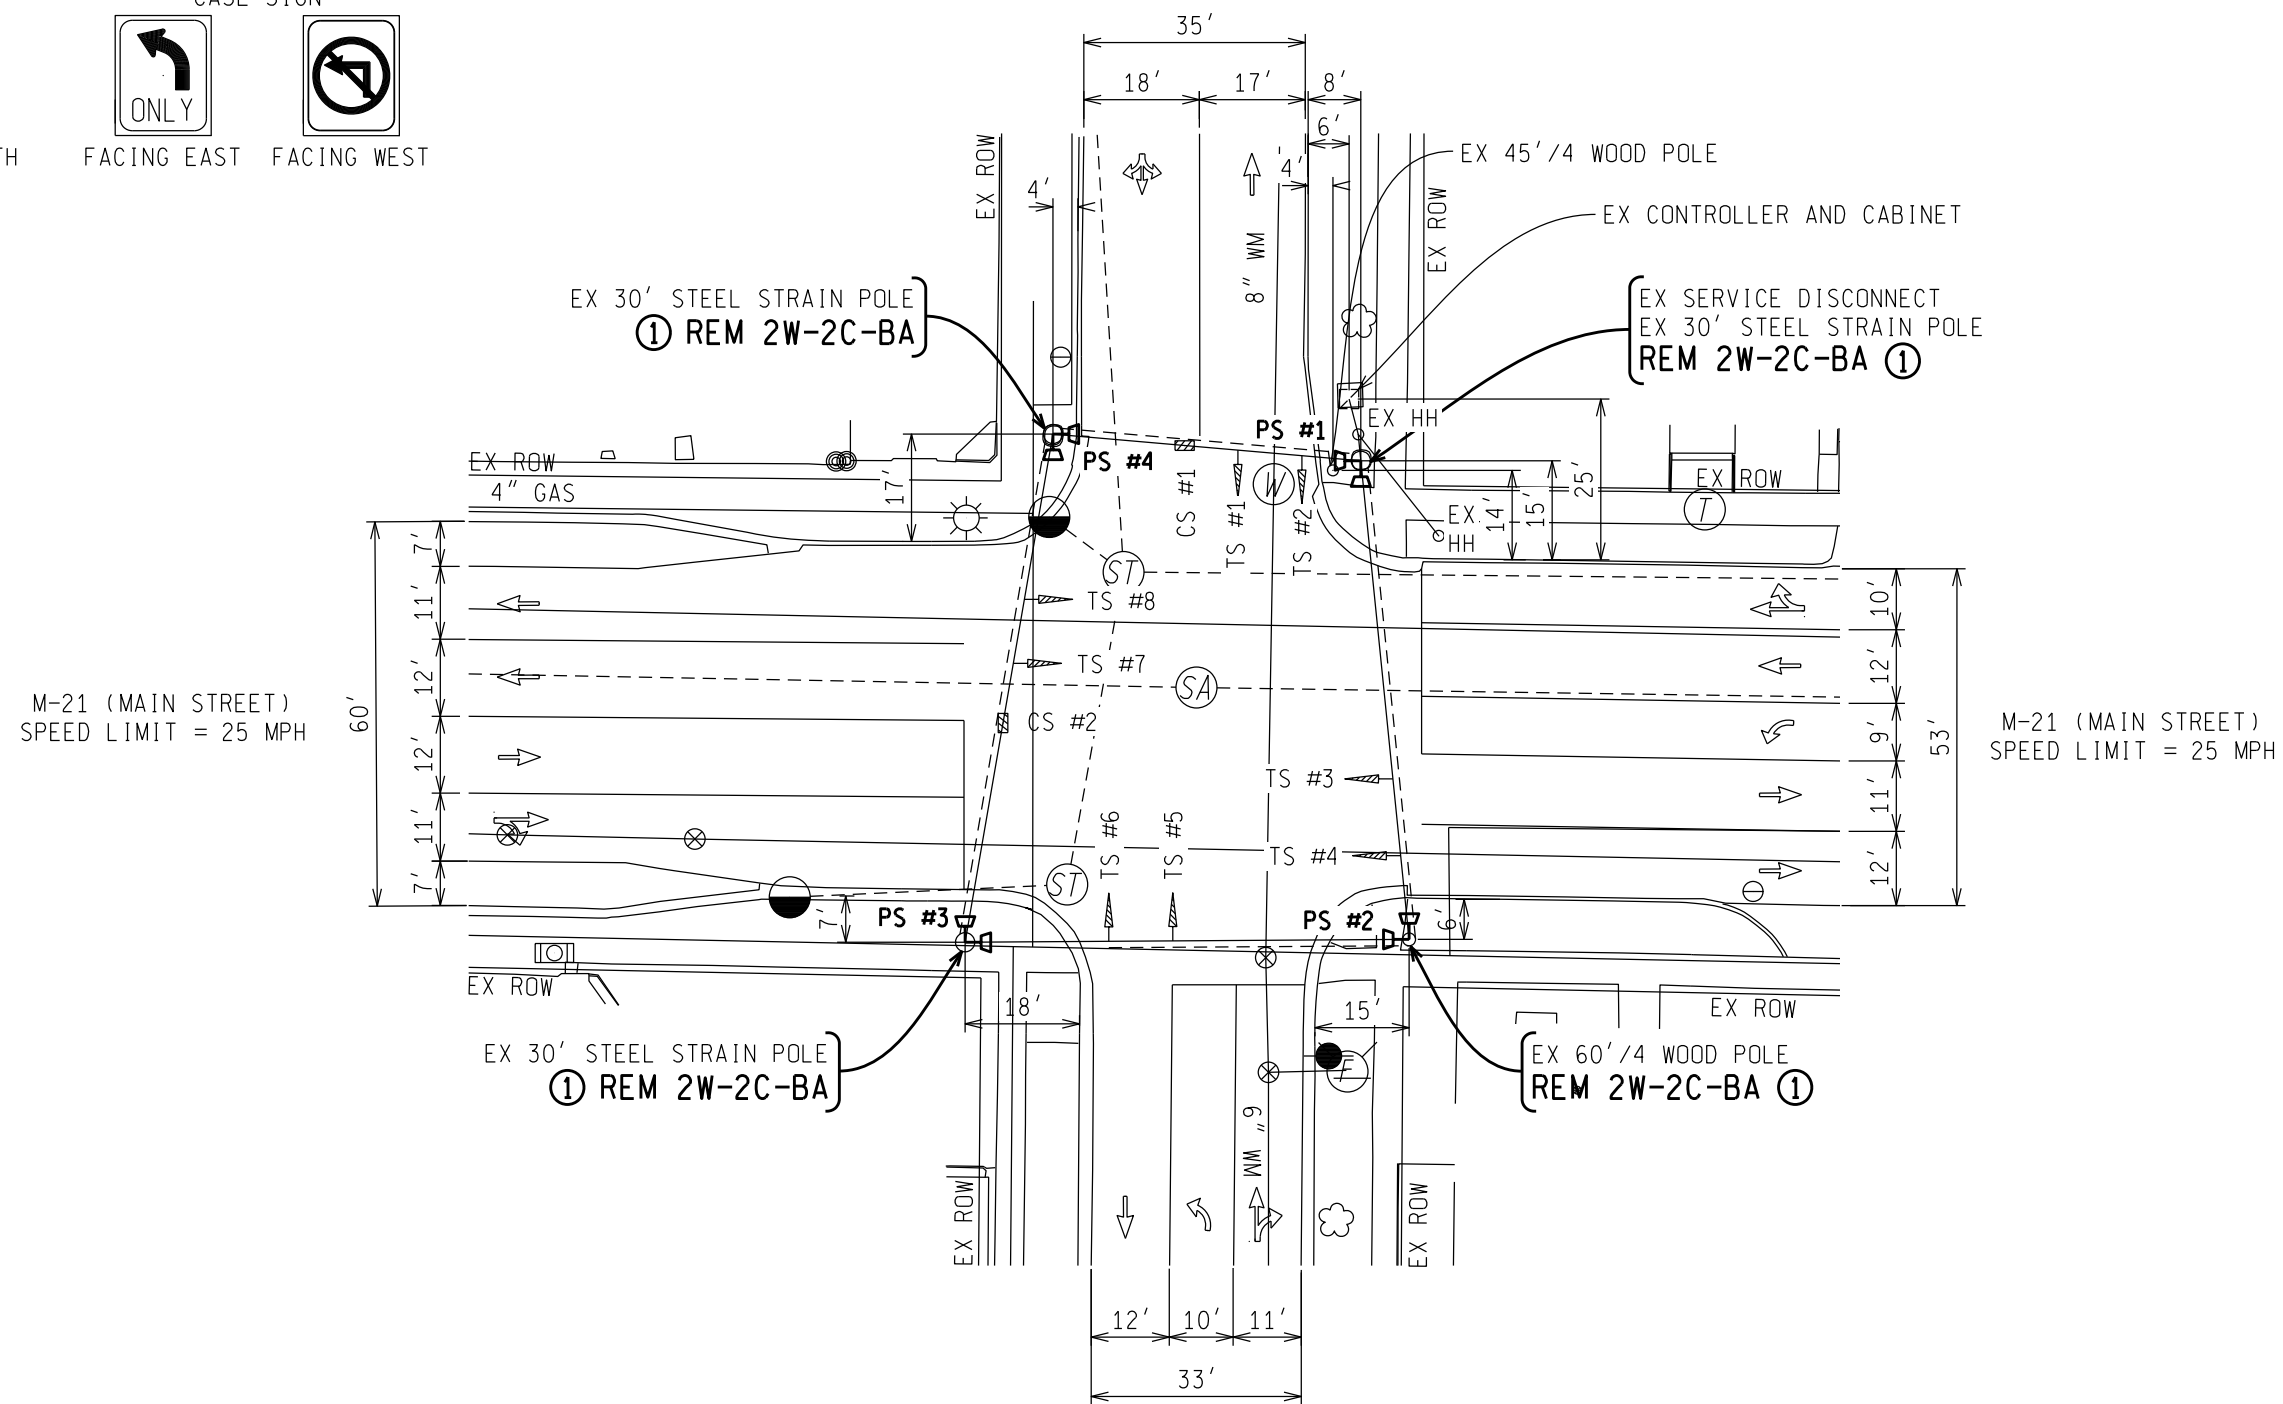 ONLY
FACING EAST
FACING WEST
TH
35'
18'
17'
8'
6'
4'
4'
EX ROW
EX ROW
8" WM
EX 45'/4 WOOD POLE
EX CONTROLLER AND CABINET
EX 30' STEEL STRAIN POLE
① REM 2W-2C-BA
EX SERVICE DISCONNECT
EX 30' STEEL STRAIN POLE
REM 2W-2C-BA ①
EX HH
PS #1
PS #4
EX ROW
4" GAS
17'
CS #1
TS #1
W
TS #2
EX
HH
14'
15'
25'
EX ROW
T
ST
TS #8
TS #7
SA
CS #2
TS #3
TS #4
TS #6
TS #5
ST
7'
11'
12'
12'
11'
7'
60'
M-21 (MAIN STREET)
SPEED LIMIT = 25 MPH
10'
12'
9'
11'
12'
53'
M-21 (MAIN STREET)
SPEED LIMIT = 25 MPH
PS #3
7'
PS #2
6'
EX ROW
18'
15'
EX ROW
EX 30' STEEL STRAIN POLE
① REM 2W-2C-BA
EX 60'/4 WOOD POLE
REM 2W-2C-BA ①
F
6" WM
EX ROW
EX ROW
12'
10'
11'
33'